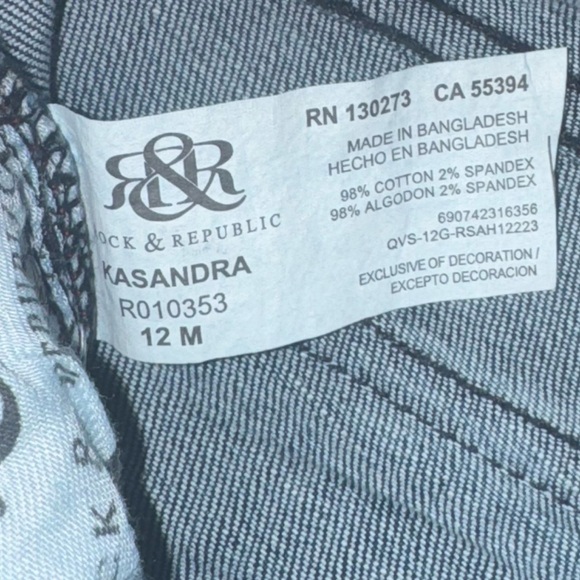 R&R
ROCK & REPUBLIC
KASANDRA
R010353
12 M
RN 130273 CA 55394
MADE IN BANGLADESH
HECHO EN BANGLADESH
98% COTTON 2% SPANDEX
98% ALGODON 2% SPANDEX
690742316356
QVS-12G-RSAH12223
EXCLUSIVE OF DECORATION /
EXCEPTO DECORACION